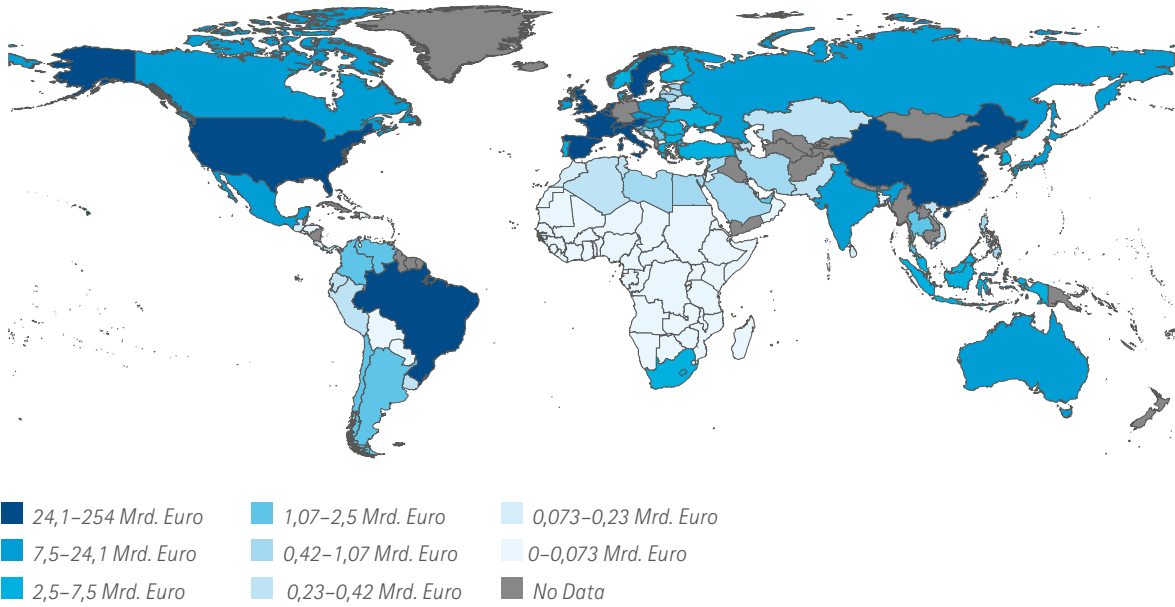 24,1–254 Mrd. Euro
7,5–24,1 Mrd. Euro
2,5–7,5 Mrd. Euro
1,07–2,5 Mrd. Euro
0,42–1,07 Mrd. Euro
0,23–0,42 Mrd. Euro
0,073–0,23 Mrd. Euro
0–0,073 Mrd. Euro
No Data